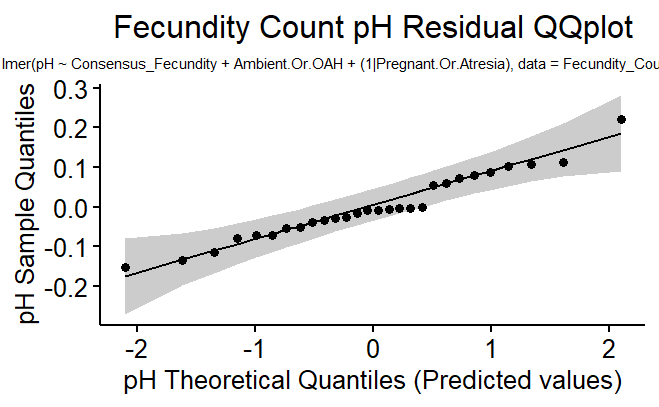 Fecundity Count pH Residual QQplot
lmer(pH ~ Consensus_Fecundity + Ambient.Or.OAH + (1|Pregnant.Or.Atresia), data = Fecundity_Cou
0.3
0.2
0.1
0.0
-0.1
-0.2
pH Sample Quantiles
-2 -1 0 1 2
pH Theoretical Quantiles (Predicted values)